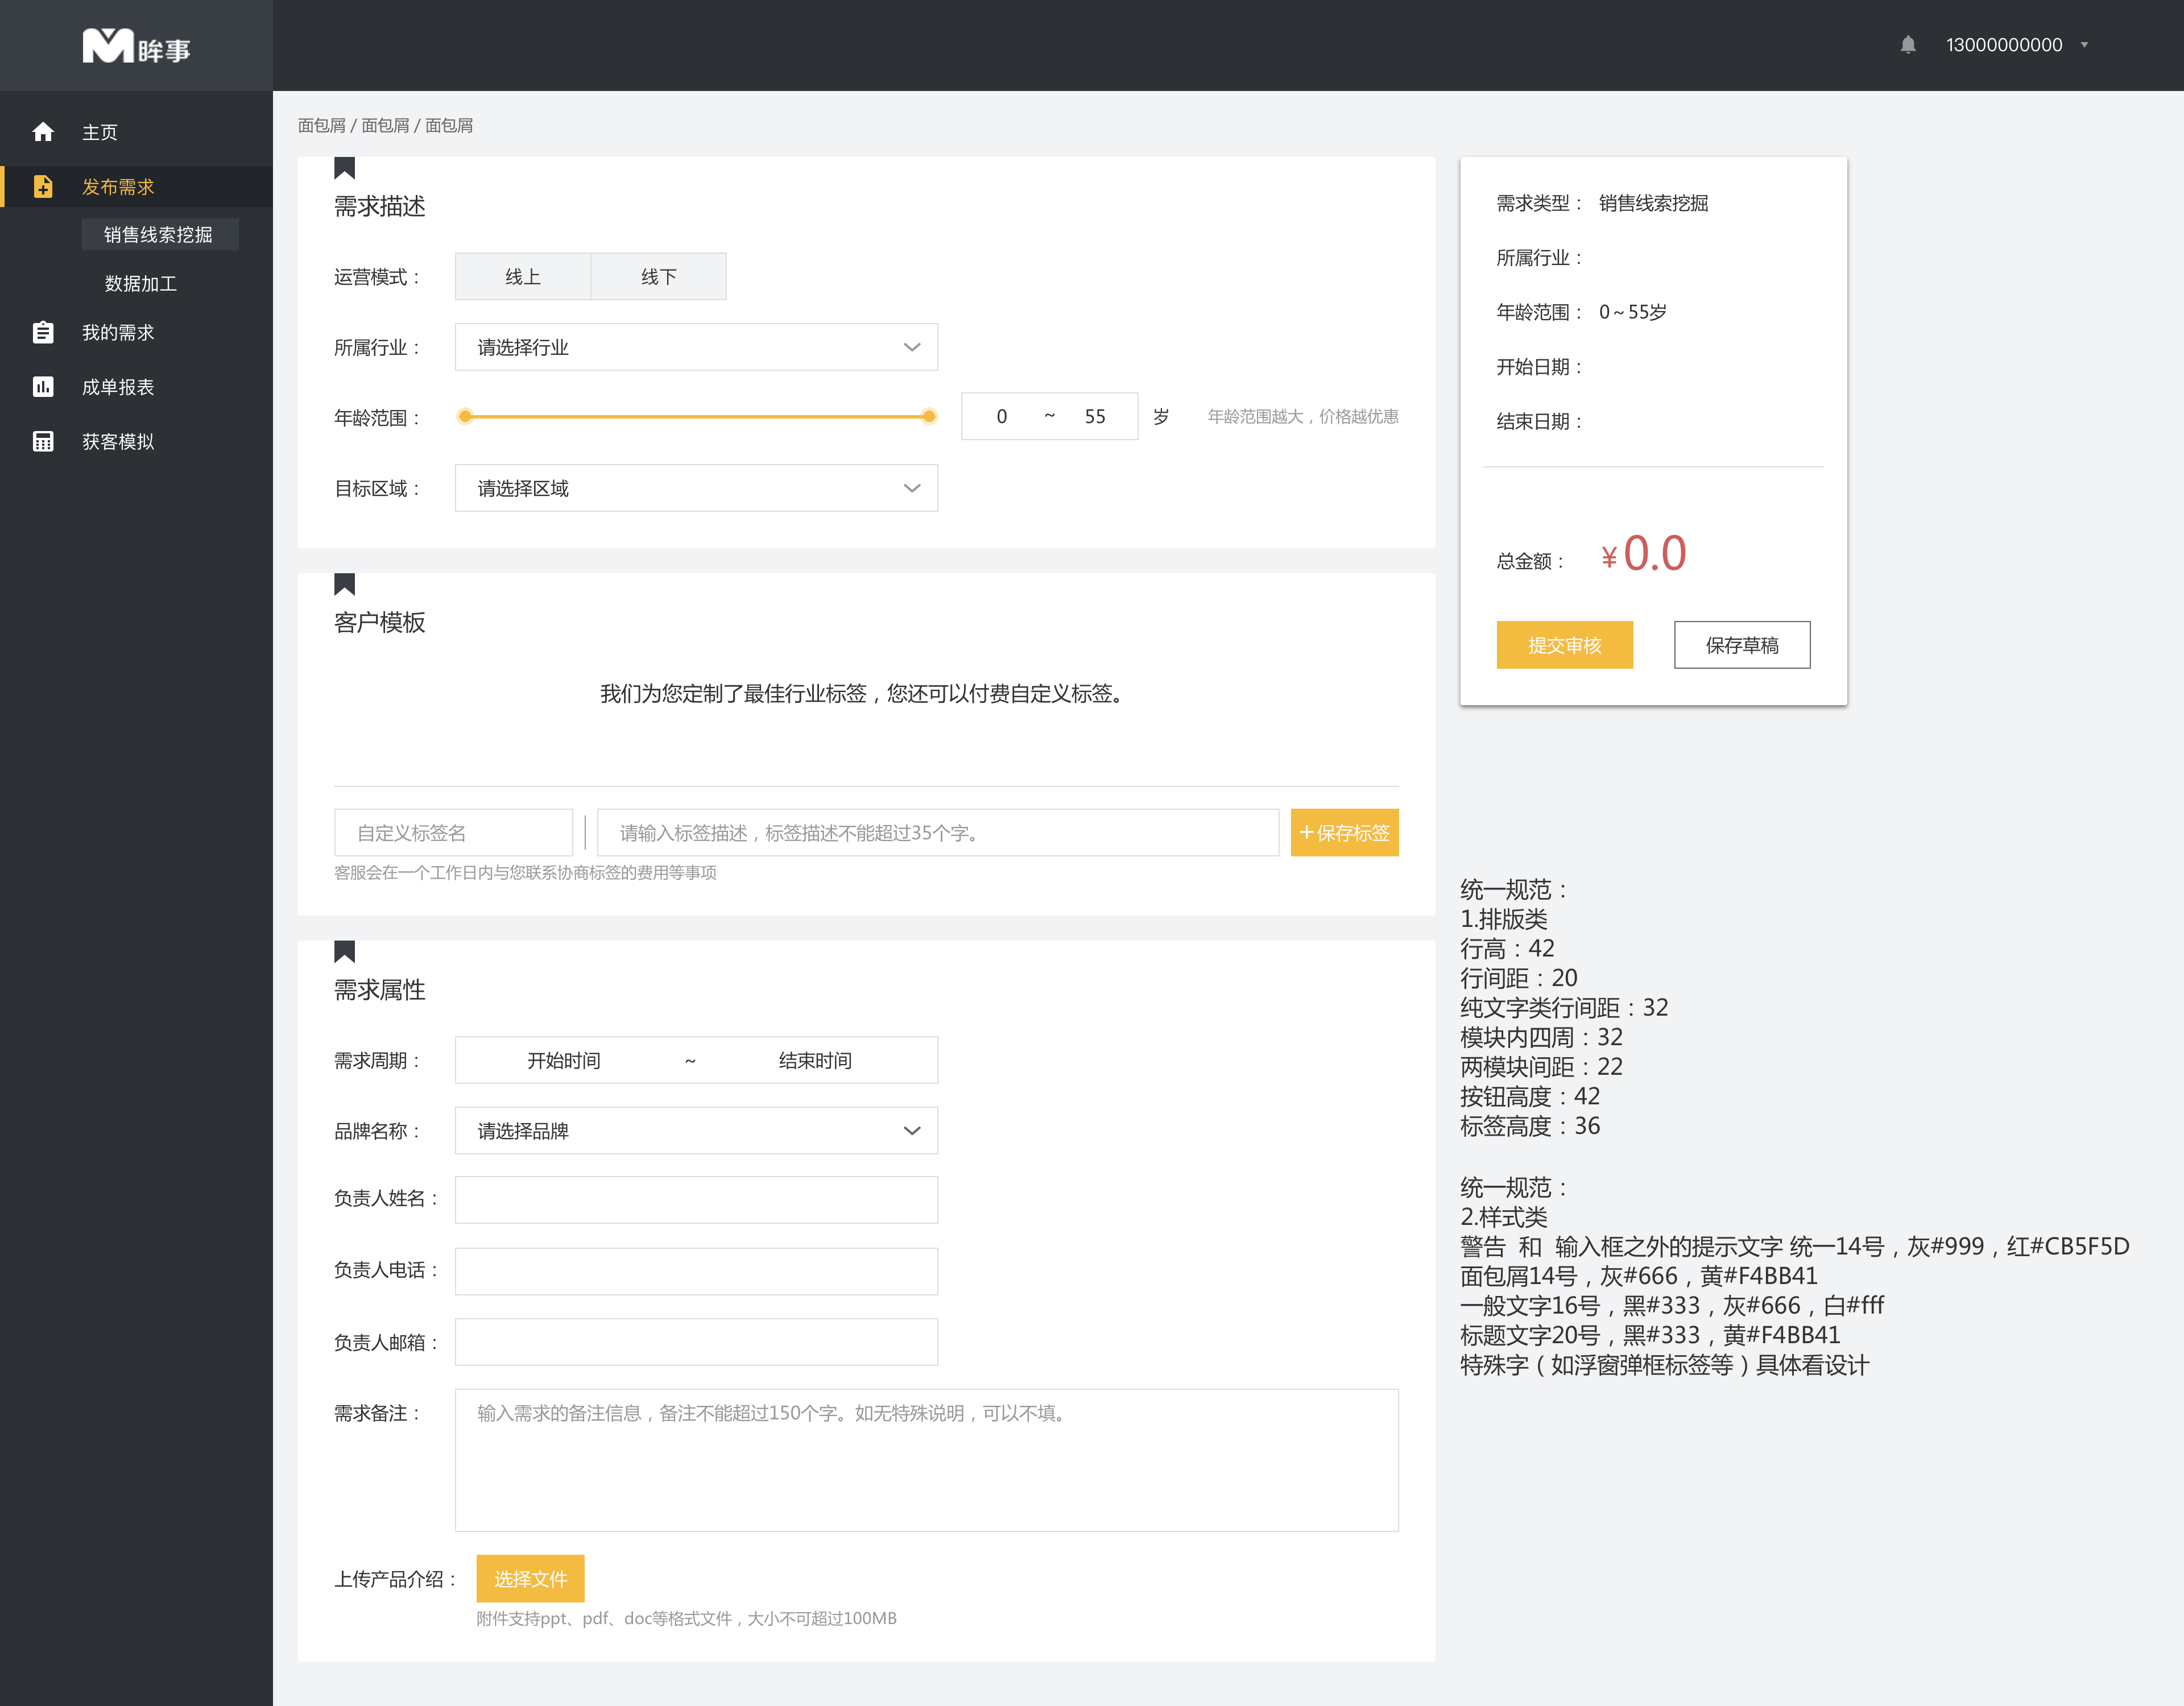 眸事
13000000000
主页
发布需求
销售线索挖掘
数据加工
我的需求
成单报表
获客模拟
面包屑 / 面包屑 / 面包屑
需求描述
运营模式： 线上 线下
所属行业： 请选择行业
年龄范围： 0 ~ 55 岁 年龄范围越大，价格越优惠
目标区域： 请选择区域
客户模板
我们为您定制了最佳行业标签，您还可以付费自定义标签。
自定义标签名 请输入标签描述，标签描述不能超过35个字。 +保存标签
客服会在一个工作日内与您联系协商标签的费用等事项
需求属性
需求周期： 开始时间 ~ 结束时间
品牌名称： 请选择品牌
负责人姓名：
负责人电话：
负责人邮箱：
需求备注： 输入需求的备注信息，备注不能超过150个字。如无特殊说明，可以不填。
上传产品介绍： 选择文件
附件支持ppt、pdf、doc等格式文件，大小不可超过100MB
需求类型： 销售线索挖掘
所属行业：
年龄范围： 0～55岁
开始日期：
结束日期：
总金额： ¥0.0
提交审核 保存草稿
统一规范：
1.排版类
行高：42
行间距：20
纯文字类行间距：32
模块内四周：32
两模块间距：22
按钮高度：42
标签高度：36
统一规范：
2.样式类
警告 和 输入框之外的提示文字 统一14号，灰#999，红#CB5F5D
面包屑14号，灰#666，黄#F4BB41
一般文字16号，黑#333，灰#666，白#fff
标题文字20号，黑#333，黄#F4BB41
特殊字（如浮窗弹框标签等）具体看设计